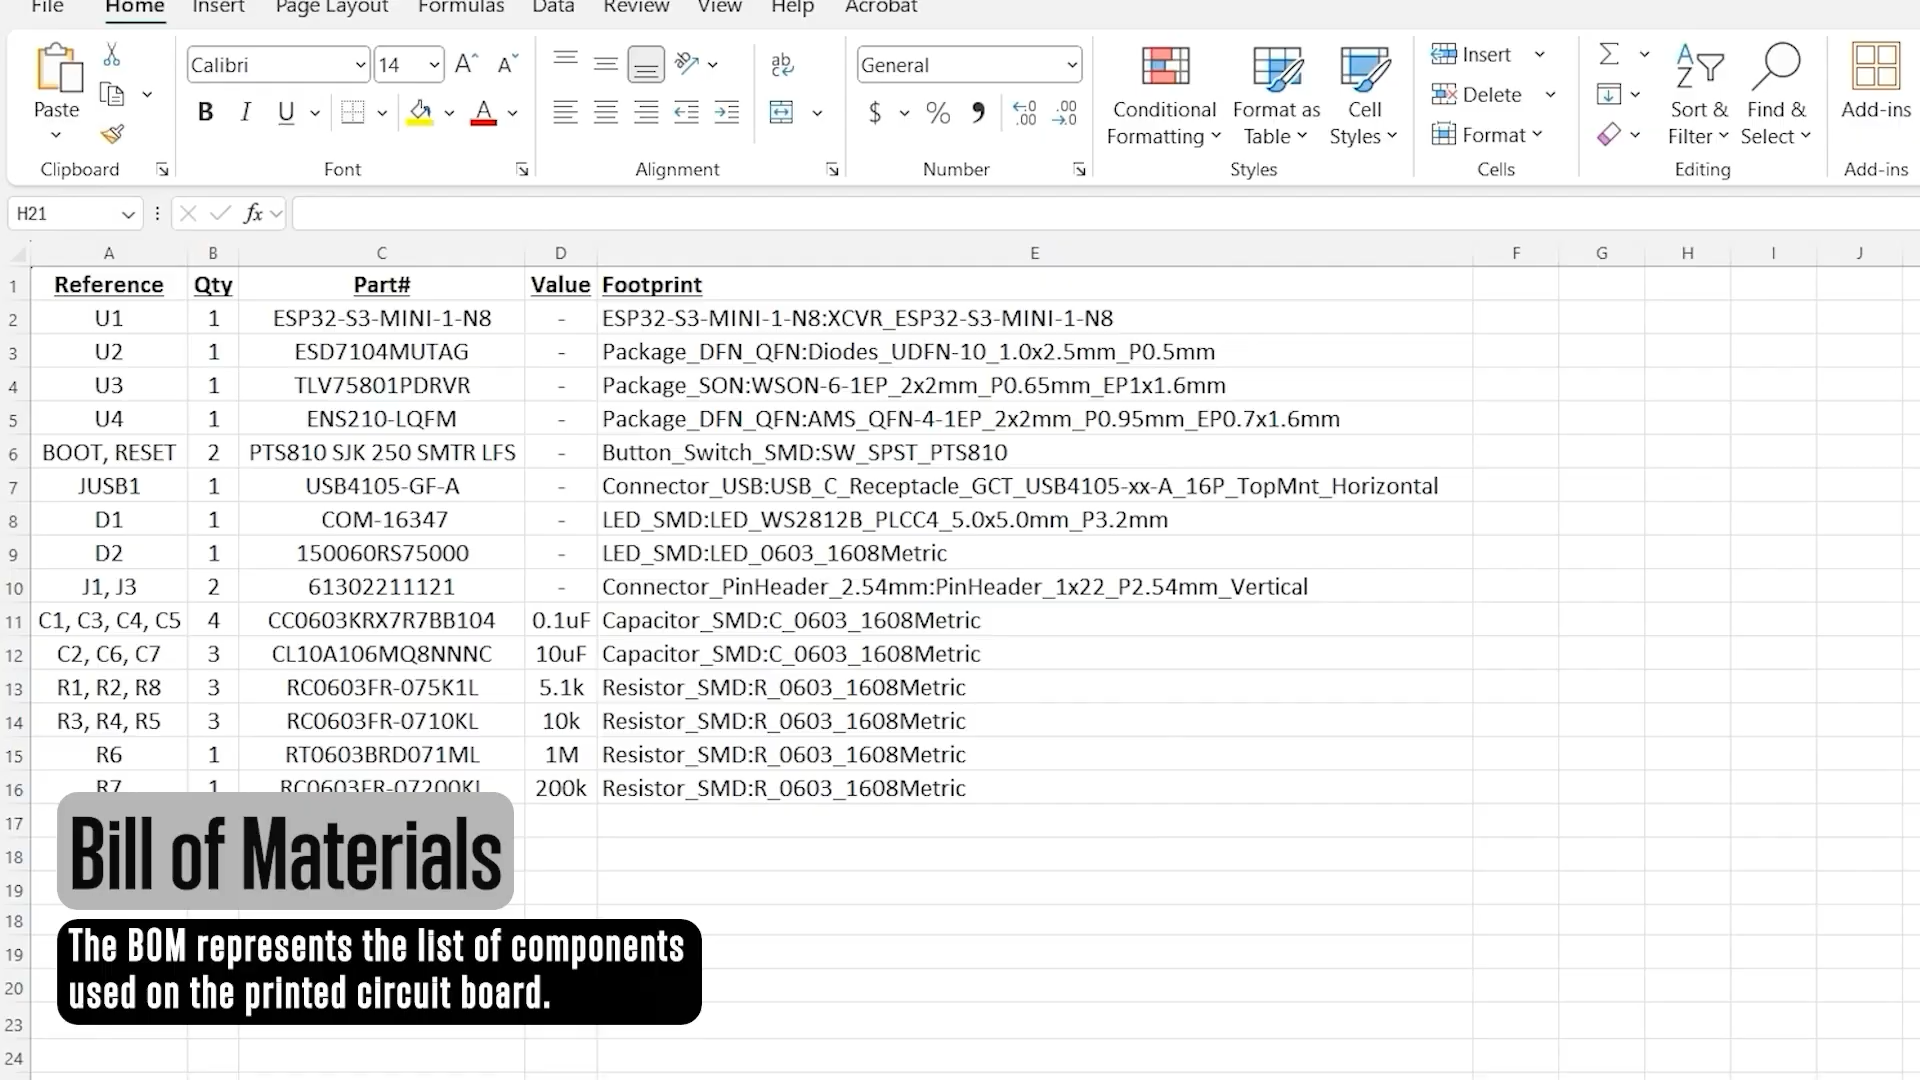 File Home Insert Page Layout Formulas Data Review View Help Acrobat
Calibri 14 General Insert
Paste Conditional Format as Cell Delete Sort & Find & Add-ins
Formatting Table Styles Format Filter Select
Clipboard Font Alignment Number Styles Cells Editing Add-ins
H21 fx
A B C D E F G H I J
1 Reference Qty Part# Value Footprint
2 U1 1 ESP32-S3-MINI-1-N8 - ESP32-S3-MINI-1-N8:XCVR_ESP32-S3-MINI-1-N8
3 U2 1 ESD7104MUTAG - Package_DFN_QFN:Diodes_UDFN-10_1.0x2.5mm_P0.5mm
4 U3 1 TLV75801PDRVR - Package_SON:WSON-6-1EP_2x2mm_P0.65mm_EP1x1.6mm
5 U4 1 ENS210-LQFM - Package_DFN_QFN:AMS_QFN-4-1EP_2x2mm_P0.95mm_EP0.7x1.6mm
6 BOOT, RESET 2 PTS810 SJK 250 SMTR LFS - Button_Switch_SMD:SW_SPST_PTS810
7 JUSB1 1 USB4105-GF-A - Connector_USB:USB_C_Receptacle_GCT_USB4105-xx-A_16P_TopMnt_Horizontal
8 D1 1 COM-16347 - LED_SMD:LED_WS2812B_PLCC4_5.0x5.0mm_P3.2mm
9 D2 1 150060RS75000 - LED_SMD:LED_0603_1608Metric
10 J1, J3 2 61302211121 - Connector_PinHeader_2.54mm:PinHeader_1x22_P2.54mm_Vertical
11 C1, C3, C4, C5 4 CC0603KRX7R7BB104 0.1uF Capacitor_SMD:C_0603_1608Metric
12 C2, C6, C7 3 CL10A106MQ8NNNC 10uF Capacitor_SMD:C_0603_1608Metric
13 R1, R2, R8 3 RC0603FR-075K1L 5.1k Resistor_SMD:R_0603_1608Metric
14 R3, R4, R5 3 RC0603FR-0710KL 10k Resistor_SMD:R_0603_1608Metric
15 R6 1 RT0603BRD071ML 1M Resistor_SMD:R_0603_1608Metric
16 R7 1 RC0603FR-07200KL 200k Resistor_SMD:R_0603_1608Metric
17
18
19
18
19
20
23
24
Bill of Materials
The BOM represents the list of components
used on the printed circuit board.